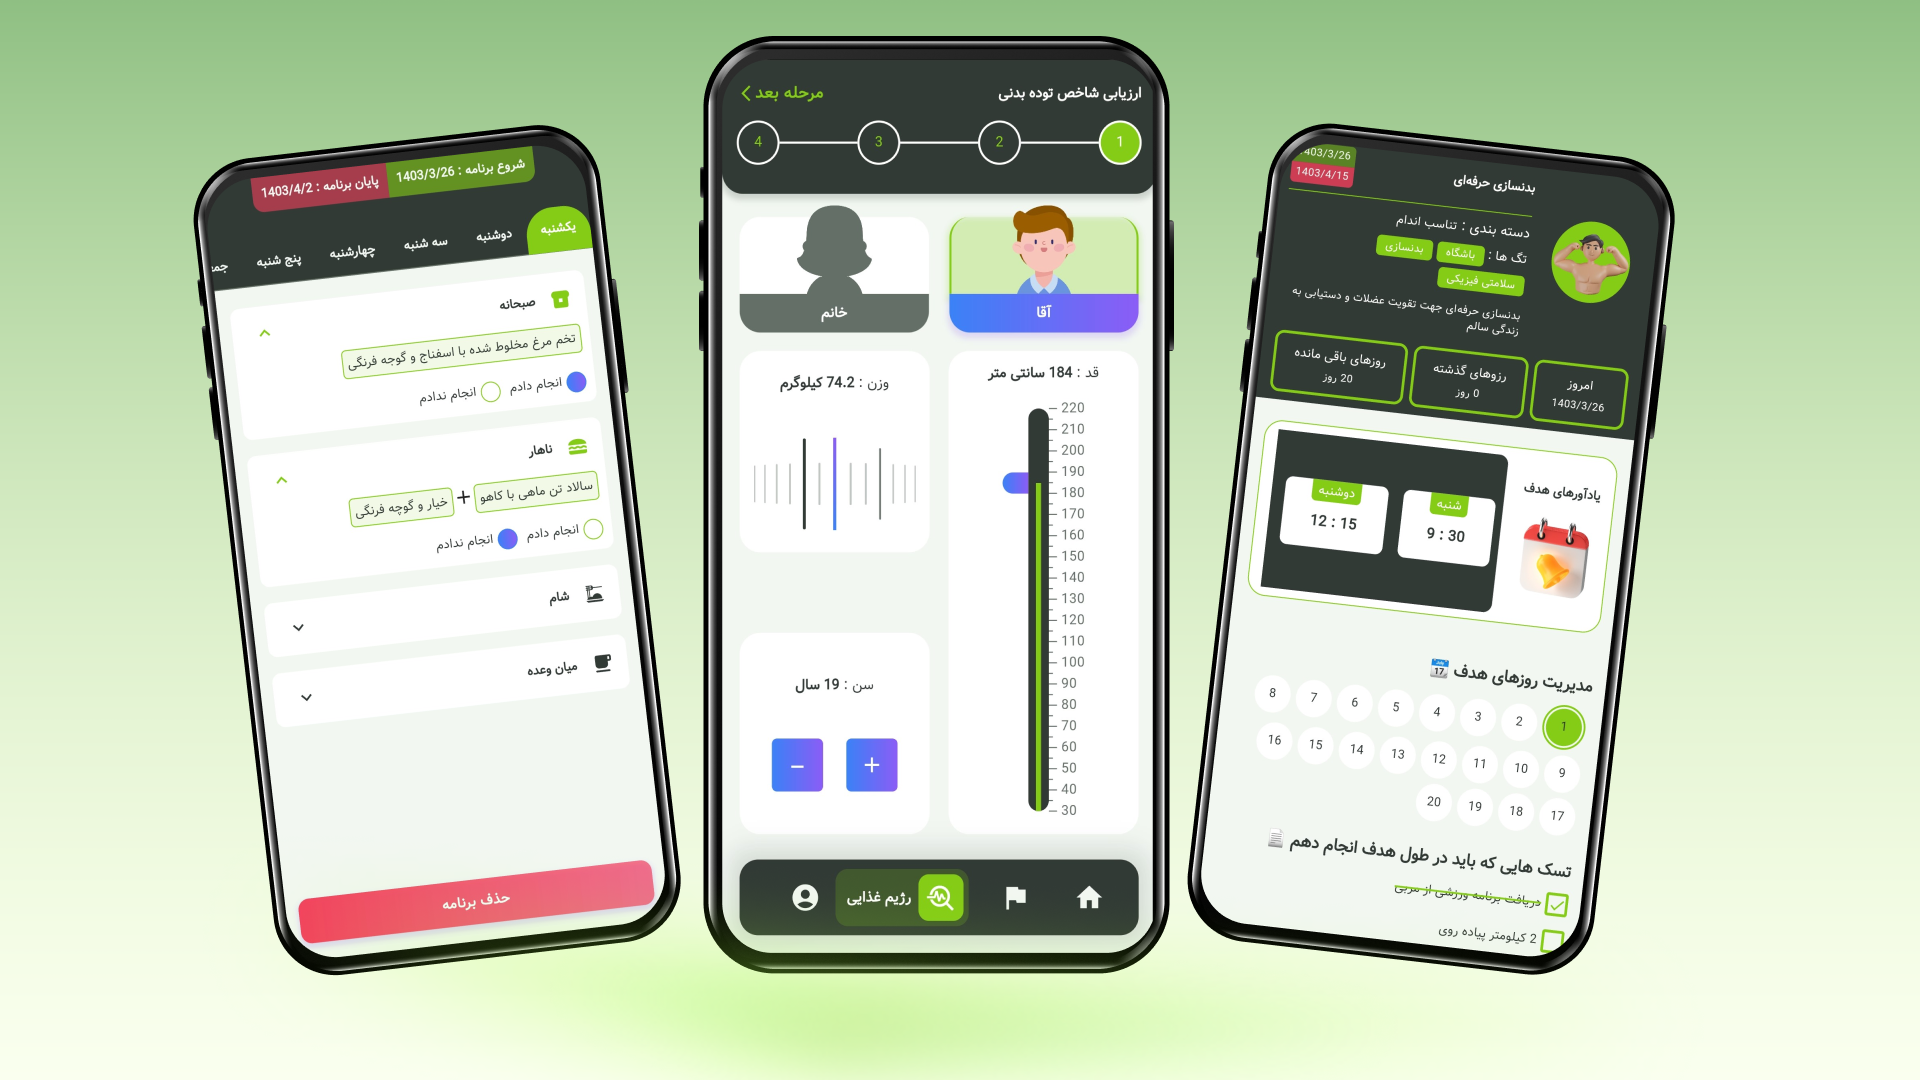 شروع برنامه : 1403/3/26
پایان برنامه : 1403/4/2
یکشنبه دوشنبه سه شنبه چهارشنبه پنج شنبه
صبحانه
تخم مرغ مخلوط شده با اسفناج و گوجه فرنگی
انجام دادم انجام ندادم
ناهار
سالاد تن ماهی با کاهو + خیار و گوچه فرنگی
انجام دادم انجام ندادم
شام
میان وعده
حذف برنامه
ارزیابی شاخص توده بدنی
مرحله بعد
1 2 3 4
آقا
خانم
قد : 184 سانتی متر
220
210
200
190
180
170
160
150
140
130
120
110
100
90
80
70
60
50
40
30
وزن : 74.2 کیلوگرم
سن : 19 سال
+ −
رژیم غذایی
بدنسازی حرفه‌ای
403/3/26
1403/4/15
دسته بندی : تناسب اندام
تگ ها : باشگاه بدنسازی
سلامتی فیزیکی
بدنسازی حرفه‌ای جهت تقویت عضلات و دستیابی به
زندگی سالم
امروز
1403/3/26
رزوهای گذشته
0 روز
روزهای باقی مانده
20 روز
یادآورهای هدف
شنبه
9 : 30
دوشنبه
12 : 15
مدیریت روزهای هدف
17
1 2 3 4 5 6 7 8
9 10 11 12 13 14 15 16
17 18 19 20
تسک هایی که باید در طول هدف انجام دهم
دریافت برنامه ورزشی از مربی
2 کیلومتر پیاده روی